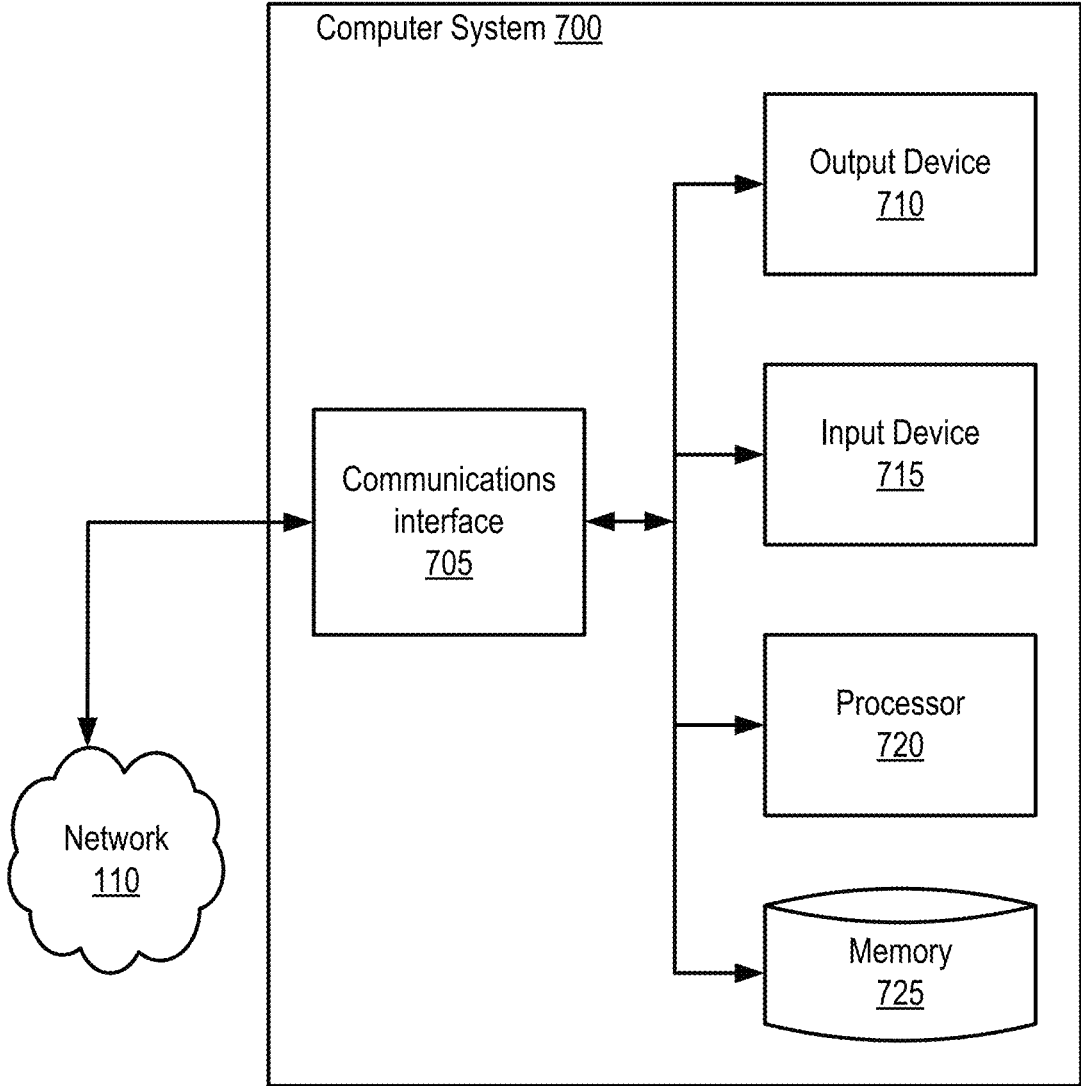 Computer System 700
Output Device
710
Input Device
715
Communications
interface
705
Processor
720
Network
110
Memory
725